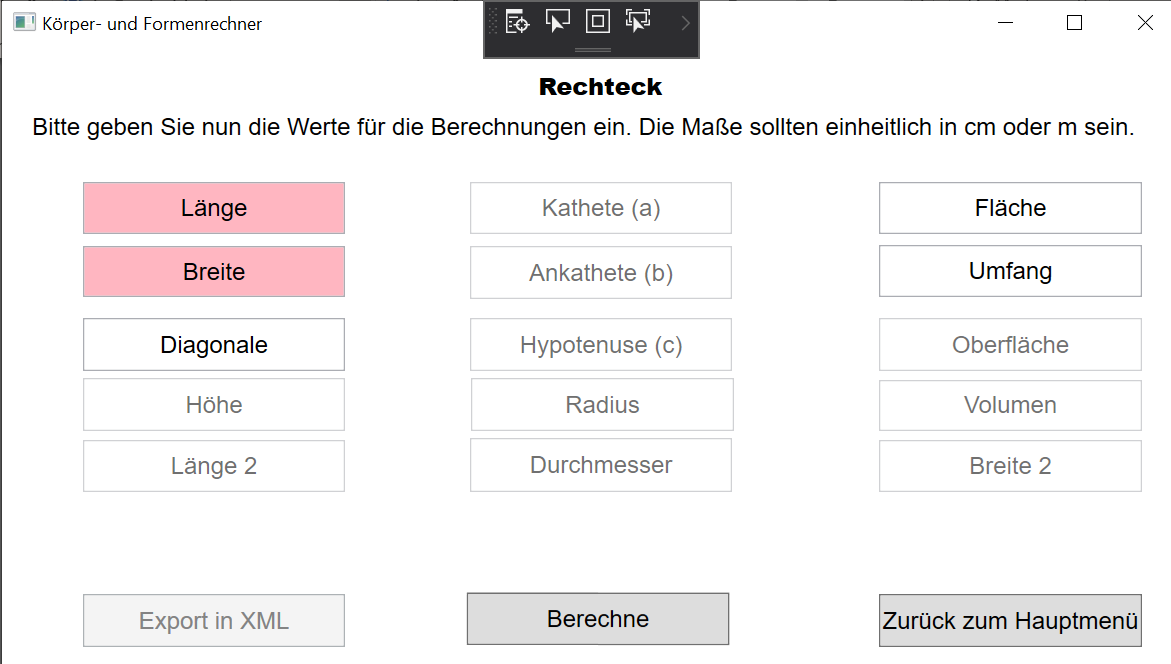 Körper- und Formenrechner
Rechteck
Bitte geben Sie nun die Werte für die Berechnungen ein. Die Maße sollten einheitlich in cm oder m sein.
Länge
Kathete (a)
Fläche
Breite
Ankathete (b)
Umfang
Diagonale
Hypotenuse (c)
Oberfläche
Höhe
Radius
Volumen
Länge 2
Durchmesser
Breite 2
Export in XML
Berechne
Zurück zum Hauptmenü